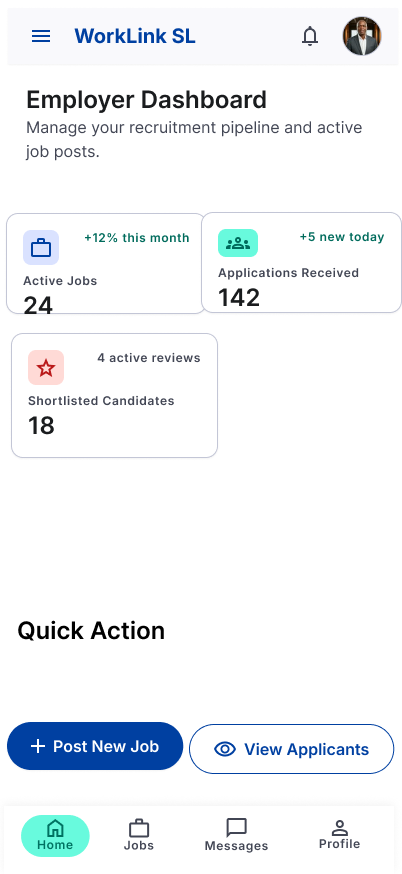 WorkLink SL
Employer Dashboard
Manage your recruitment pipeline and active
job posts.
+12% this month
Active Jobs
24
+5 new today
Applications Received
142
4 active reviews
Shortlisted Candidates
18
Quick Action
Post New Job
View Applicants
Home
Jobs
Messages
Profile